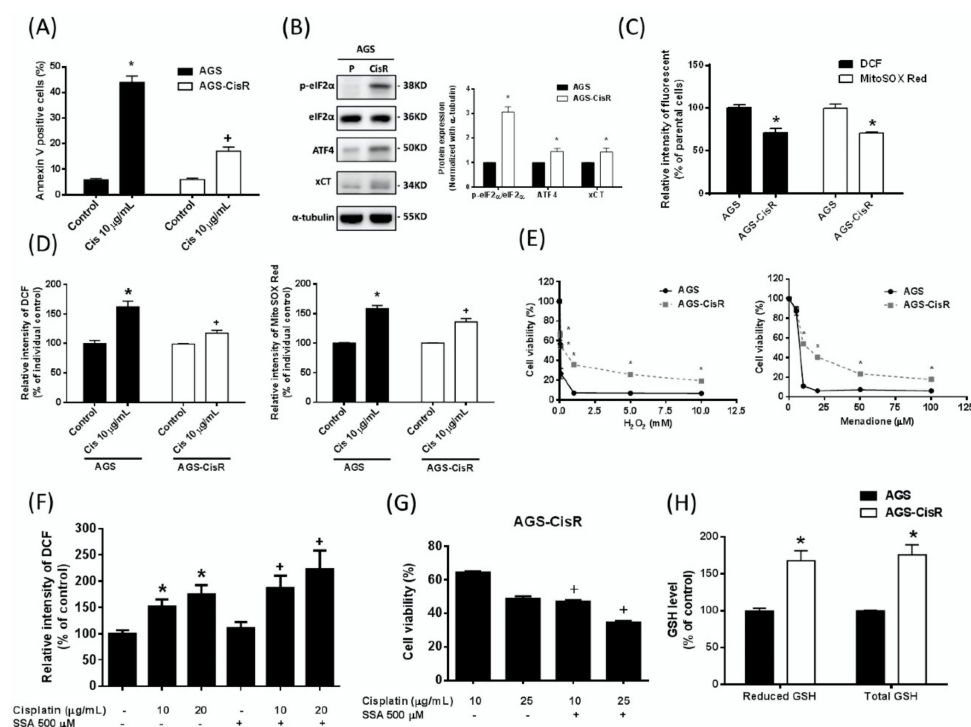 (A)
Annexin V positive cells (%)
60
40
20
0
*
+
AGS
AGS-CisR
Control
Cis 10 µg/mL
Control
Cis 10 µg/mL
(B)
AGS
P CisR
p-eIF2α - 38KD
eIF2α - 36KD
ATF4 - 50KD
xCT - 34KD
α-tubulin - 55KD
Protein expression
(Normalized with α-tubulin)
4
3
2
1
0
* * *
AGS
AGS-CisR
p-eIF2α/eIF2α ATF4 xCT
(C)
Relative intensity of fluorescent
(% of parental cells)
150
100
50
0
* *
DCF
MitoSOX Red
AGS
AGS-CisR
AGS
AGS-CisR
(D)
Relative intensity of DCF
(% of individual control)
200
150
100
50
0
*
+
Control
Cis 10 µg/mL
Control
Cis 10 µg/mL
AGS AGS-CisR
Relative intensity of MitoSOX Red
(% of individual control)
200
150
100
50
0
*
+
Control
Cis 10 µg/mL
Control
Cis 10 µg/mL
AGS AGS-CisR
(E)
Cell viability (%)
120
100
80
60
40
20
0
AGS
AGS-CisR
* * * * *
0.0 2.5 5.0 7.5 10.0 12.5
H2O2 (mM)
Cell viability (%)
120
100
80
60
40
20
0
AGS
AGS-CisR
* * * *
0 25 50 75 100 125
Menadione (µM)
(F)
Relative intensity of DCF
(% of control)
300
250
200
150
100
50
0
* * + +
Cisplatin (µg/mL) - 10 20 - 10 20
SSA 500 µM - - - + + +
(G)
AGS-CisR
Cell viability (%)
80
60
40
20
0
+ +
Cisplatin (µg/mL) 10 25 10 25
SSA 500 µM - - + +
(H)
AGS
AGS-CisR
GSH level
(% of control)
200
150
100
50
0
* *
Reduced GSH Total GSH